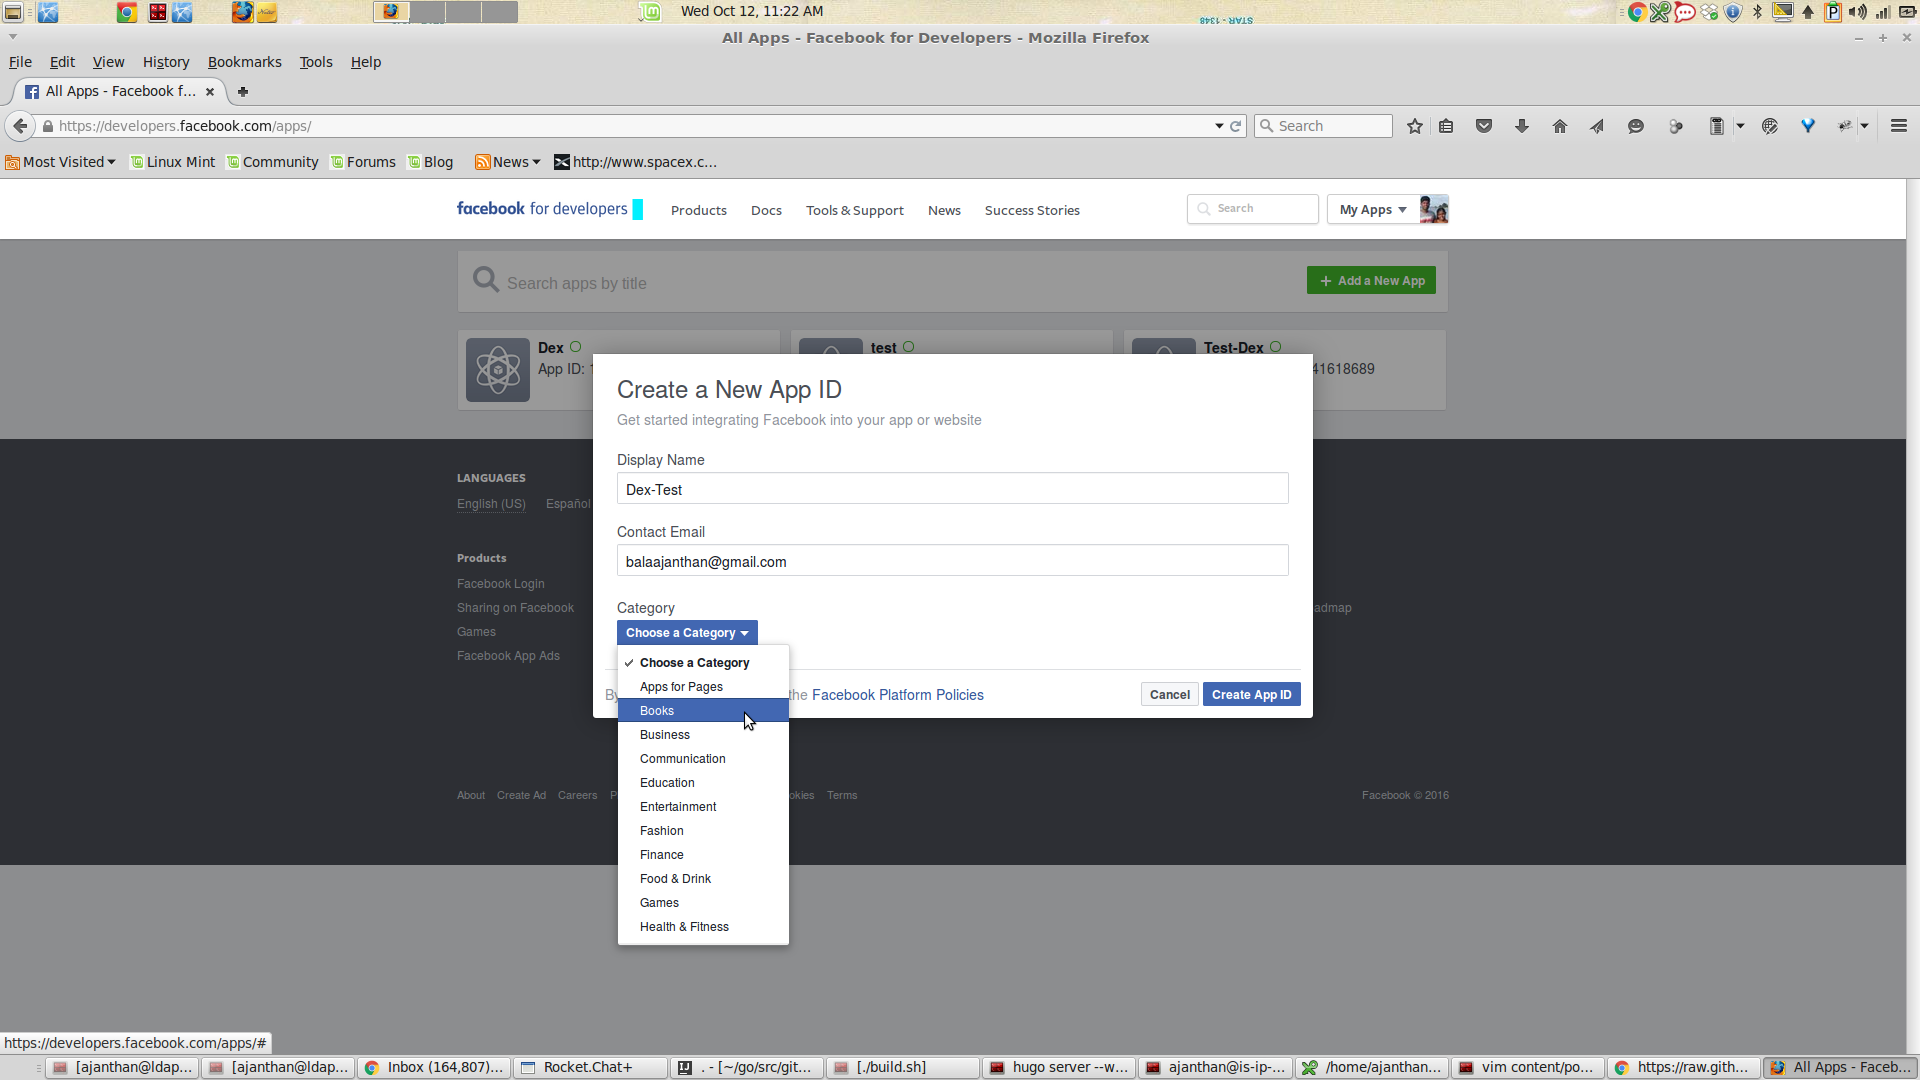 Wed Oct 12, 11:22 AM
All Apps - Facebook for Developers - Mozilla Firefox
File Edit View History Bookmarks Tools Help
All Apps - Facebook f...
https://developers.facebook.com/apps/
Search
Most Visited Linux Mint Community Forums Blog News http://www.spacex.c...
facebook for developers Products Docs Tools & Support News Success Stories Search My Apps
Search apps by title + Add a New App
Dex test Test-Dex
App ID: 41618689
Create a New App ID
Get started integrating Facebook into your app or website
Display Name
Dex-Test
Contact Email
balaajanthan@gmail.com
Category
Choose a Category
Choose a Category
Apps for Pages
Books
Business
Communication
Education
Entertainment
Fashion
Finance
Food & Drink
Games
Health & Fitness
the Facebook Platform Policies Cancel Create App ID
LANGUAGES
English (US) Español
Products
Facebook Login
Sharing on Facebook
Games
Facebook App Ads
About Create Ad Careers Terms Facebook © 2016
https://developers.facebook.com/apps/#
[ajanthan@ldap... [ajanthan@ldap... Inbox (164,807)... Rocket.Chat+ . - [~/go/src/git... [./build.sh] hugo server --w... ajanthan@is-ip-... /home/ajanthan... vim content/po... https://raw.gith... All Apps - Faceb...